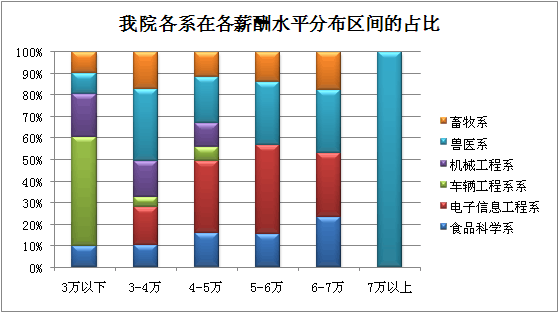 我院各系在各薪酬水平分布区间的占比
100%
90%
80%
70%
60%
50%
40%
30%
20%
10%
0%
3万以下 3-4万 4-5万 5-6万 6-7万 7万以上
畜牧系
兽医系
机械工程系
车辆工程系系
电子信息工程系
食品科学系